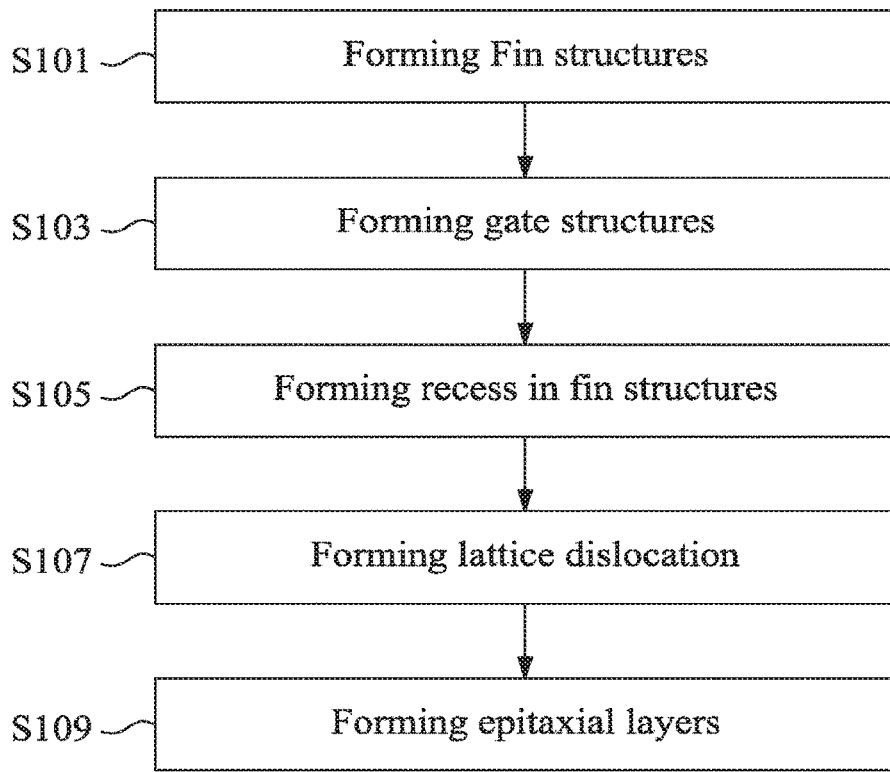 S101 Forming Fin structures
S103 Forming gate structures
S105 Forming recess in fin structures
S107 Forming lattice dislocation
S109 Forming epitaxial layers